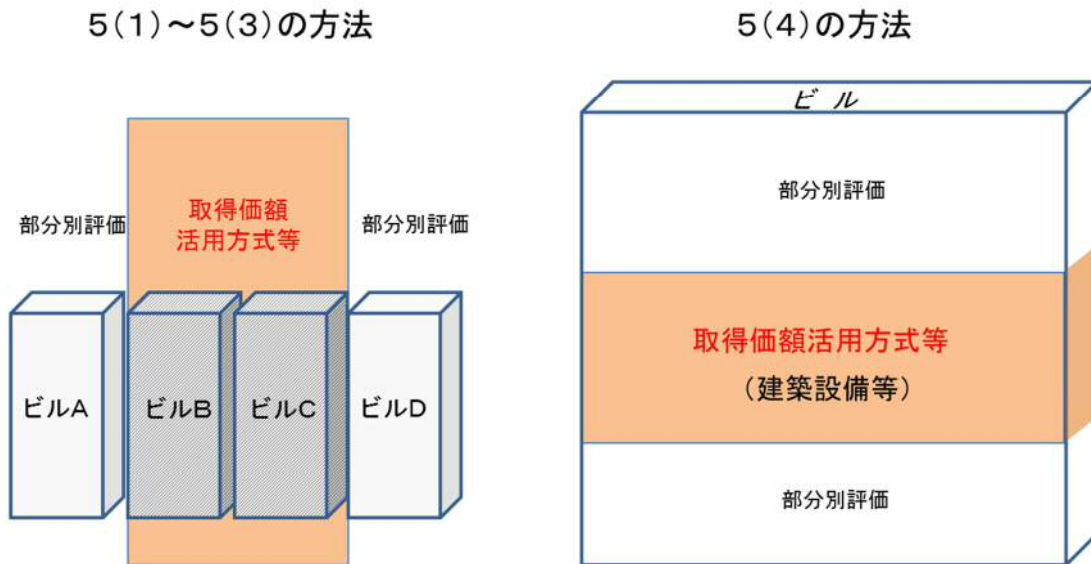 5(1)~5(3)の方法
部分別評価
取得価額
活用方式等
部分別評価
ビルA
ビルB
ビルC
ビルD
5(4)の方法
ビル
部分別評価
取得価額活用方式等
(建築設備等)
部分別評価